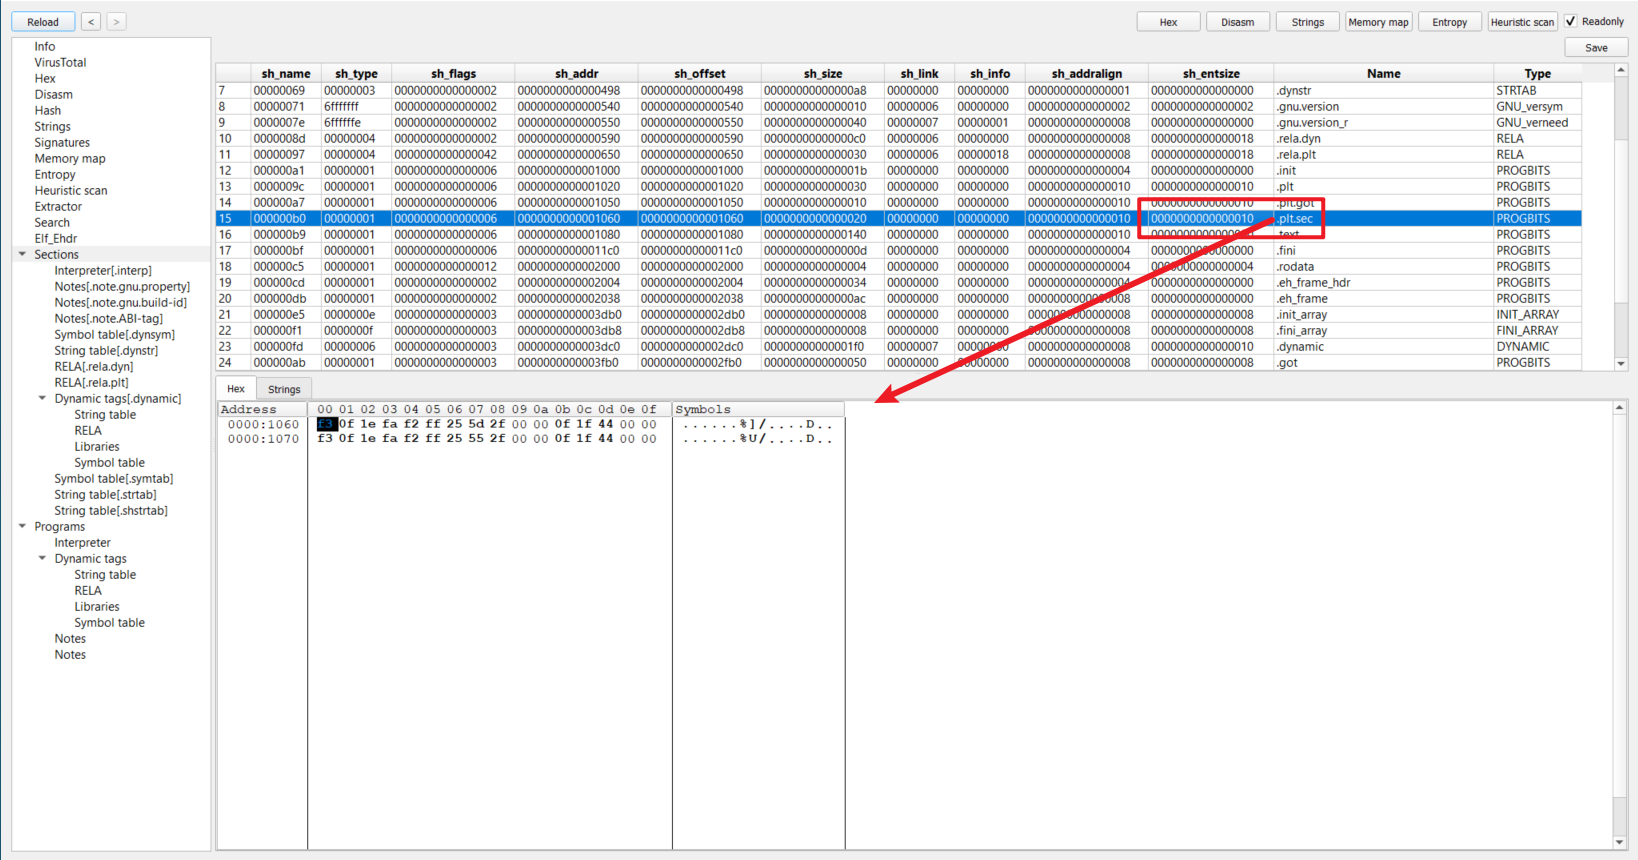 Reload < > Hex Disasm Strings Memory map Entropy Heuristic scan Readonly
Save
Info
VirusTotal
Hex
Disasm
Hash
Strings
Signatures
Memory map
Entropy
Heuristic scan
Extractor
Search
Elf_Ehdr
Sections
Interpreter[.interp]
Notes[.note.gnu.property]
Notes[.note.gnu.build-id]
Notes[.note.ABI-tag]
Symbol table[.dynsym]
String table[.dynstr]
RELA[.rela.dyn]
RELA[.rela.plt]
Dynamic tags[.dynamic]
String table
RELA
Libraries
Symbol table
Symbol table[.symtab]
String table[.strtab]
String table[.shstrtab]
Programs
Interpreter
Dynamic tags
String table
RELA
Libraries
Symbol table
Notes
Notes
sh_name sh_type sh_flags sh_addr sh_offset sh_size sh_link sh_info sh_addralign sh_entsize Name Type
7 00000069 00000003 0000000000000002 0000000000000498 0000000000000498 00000000000000a8 00000000 00000000 0000000000000001 0000000000000000 .dynstr STRTAB
8 00000071 6fffffff 0000000000000002 0000000000000540 0000000000000540 0000000000000010 00000006 00000000 0000000000000002 0000000000000002 .gnu.version GNU_versym
9 0000007e 6ffffffe 0000000000000002 0000000000000550 0000000000000550 0000000000000040 00000007 00000001 0000000000000008 0000000000000000 .gnu.version_r GNU_verneed
10 0000008d 00000004 0000000000000002 0000000000000590 0000000000000590 00000000000000c0 00000006 00000000 0000000000000008 0000000000000018 .rela.dyn RELA
11 00000097 00000004 0000000000000042 0000000000000650 0000000000000650 0000000000000030 00000006 00000018 0000000000000008 0000000000000018 .rela.plt RELA
12 000000a1 00000001 0000000000000006 0000000000001000 0000000000001000 000000000000001b 00000000 00000000 0000000000000004 0000000000000000 .init PROGBITS
13 0000009c 00000001 0000000000000006 0000000000001020 0000000000001020 0000000000000030 00000000 00000000 0000000000000010 0000000000000010 .plt PROGBITS
14 000000a7 00000001 0000000000000006 0000000000001050 0000000000001050 0000000000000010 00000000 00000000 0000000000000010 0000000000000010 .plt.got PROGBITS
15 000000b0 00000001 0000000000000006 0000000000001060 0000000000001060 0000000000000020 00000000 00000000 0000000000000010 0000000000000010 .plt.sec PROGBITS
16 000000b9 00000001 0000000000000006 0000000000001080 0000000000001080 0000000000000140 00000000 00000000 0000000000000010 .text PROGBITS
17 000000bf 00000001 0000000000000006 00000000000011c0 00000000000011c0 000000000000000d 00000000 00000000 0000000000000004 0000000000000000 .fini PROGBITS
18 000000c5 00000001 0000000000000012 0000000000002000 0000000000002000 0000000000000004 00000000 00000000 0000000000000004 0000000000000004 .rodata PROGBITS
19 000000cd 00000001 0000000000000002 0000000000002004 0000000000002004 0000000000000034 00000000 00000000 0000000000000004 0000000000000000 .eh_frame_hdr PROGBITS
20 000000db 00000001 0000000000000002 0000000000002038 0000000000002038 00000000000000ac 00000000 00000000 0000000000000008 0000000000000000 .eh_frame PROGBITS
21 000000e5 0000000e 0000000000000003 0000000000003db0 0000000000002db0 0000000000000008 00000000 00000000 0000000000000008 0000000000000008 .init_array INIT_ARRAY
22 000000f1 0000000f 0000000000000003 0000000000003db8 0000000000002db8 0000000000000008 00000000 00000000 0000000000000008 0000000000000008 .fini_array FINI_ARRAY
23 000000fd 00000006 0000000000000003 0000000000003dc0 0000000000002dc0 00000000000001f0 00000007 00000000 0000000000000008 0000000000000010 .dynamic DYNAMIC
24 000000ab 00000001 0000000000000003 0000000000003fb0 0000000000002fb0 0000000000000050 00000000 00000000 0000000000000008 0000000000000008 .got PROGBITS
Hex Strings
Address 00 01 02 03 04 05 06 07 08 09 0a 0b 0c 0d 0e 0f Symbols
0000:1060 f3 0f 1e fa f2 ff 25 5d 2f 00 00 0f 1f 44 00 00 ......%]/....D..
0000:1070 f3 0f 1e fa f2 ff 25 55 2f 00 00 0f 1f 44 00 00 ......%U/....D..